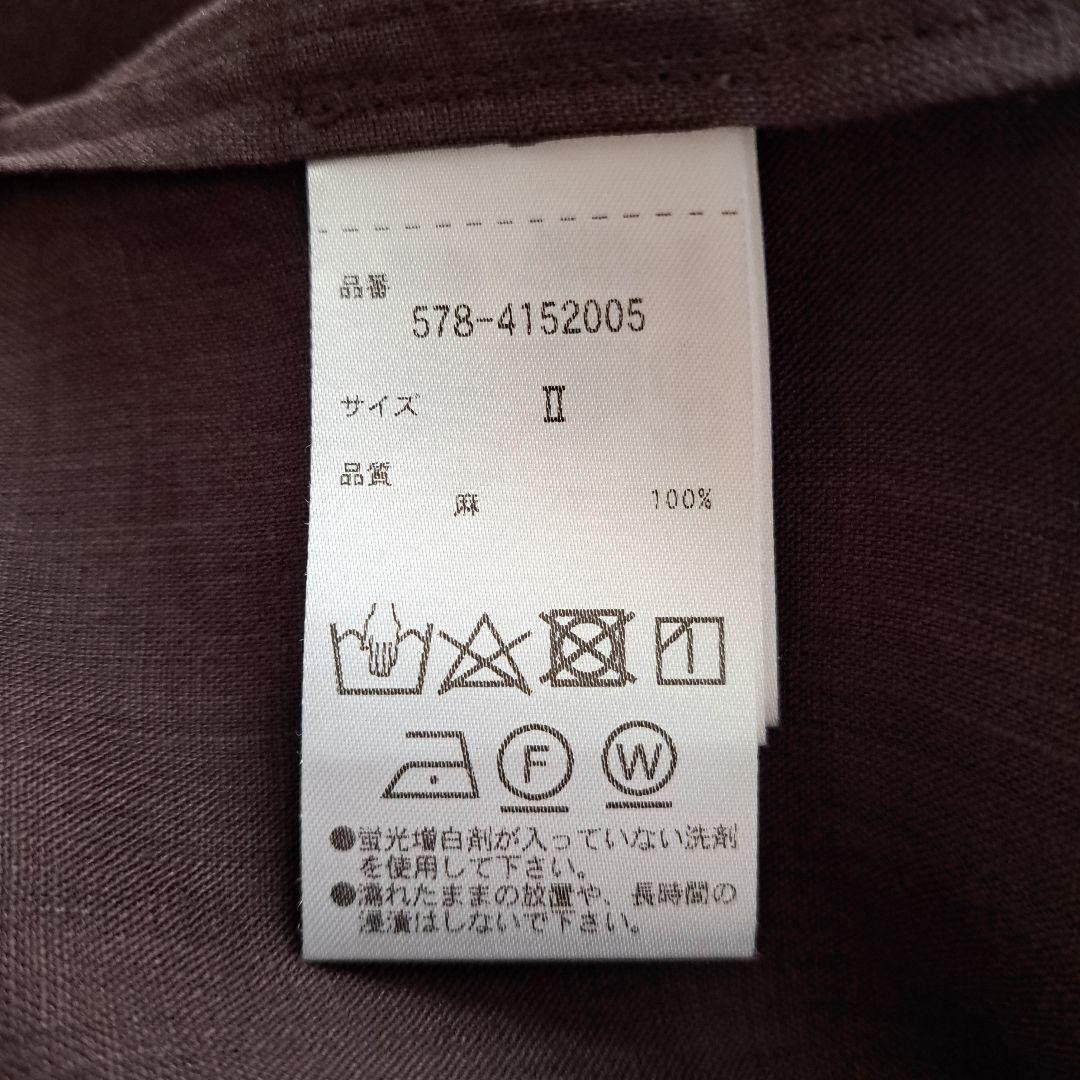 品番
578-4152005
サイズ Ⅱ
品質
麻 100%
F W
●蛍光増白剤が入っていない洗剤
を使用して下さい。
●濡れたままの放置や、長時間の
浸漬はしないで下さい。